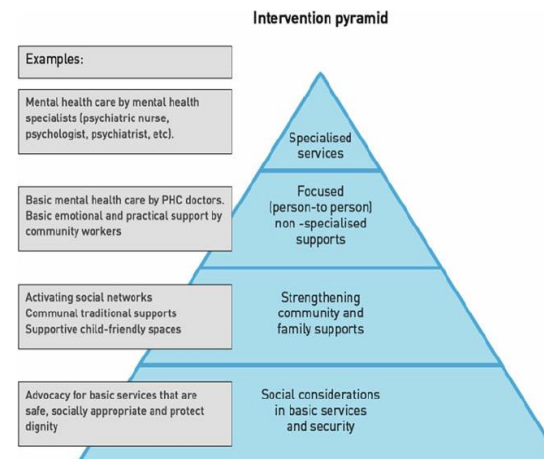 Intervention pyramid
Examples:
Mental health care by mental health
specialists (psychiatric nurse,
psychologist, psychiatrist, etc).
Specialised
services
Basic mental health care by PHC doctors.
Basic emotional and practical support by
community workers
Focused
(person-to person)
non -specialised
supports
Activating social networks
Communal traditional supports
Supportive child-friendly spaces
Strengthening
community and
family supports
Advocacy for basic services that are
safe, socially appropriate and protect
dignity
Social considerations
in basic services
and security